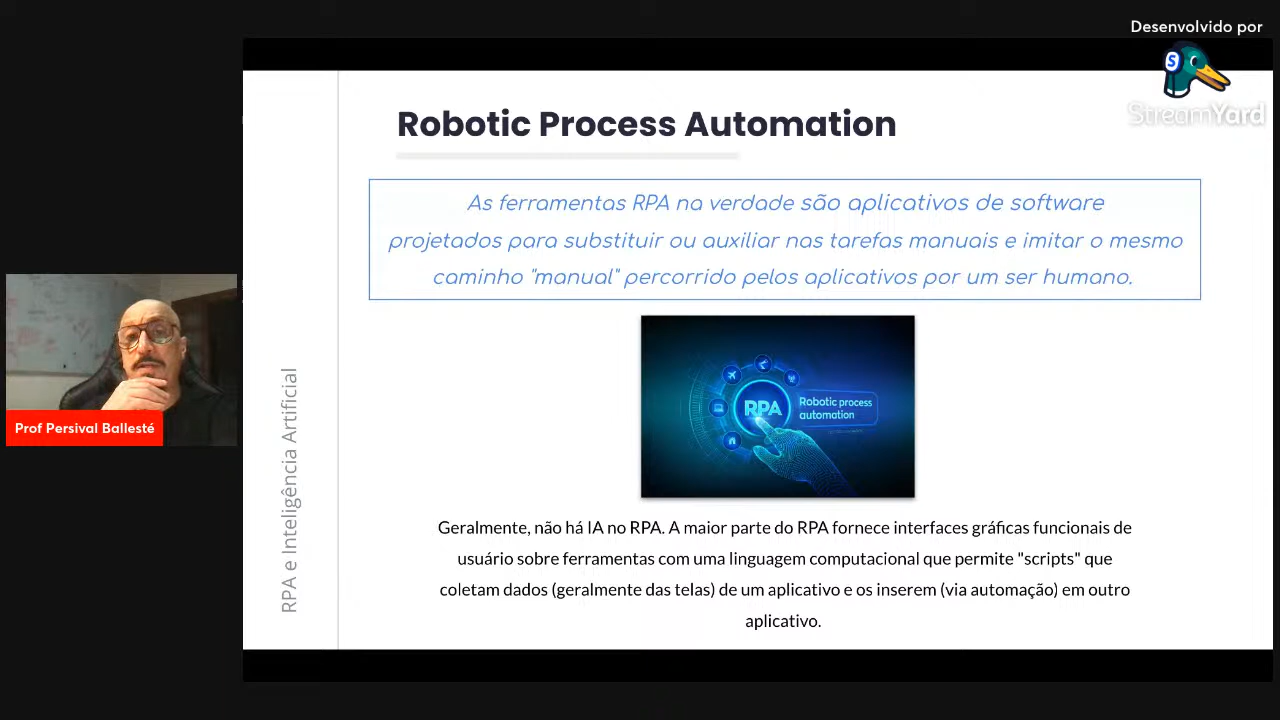 Desenvolvido por
S
StreamYard
Robotic Process Automation
As ferramentas RPA na verdade são aplicativos de software
projetados para substituir ou auxiliar nas tarefas manuais e imitar o mesmo
caminho "manual" percorrido pelos aplicativos por um ser humano.
RPA
Robotic process
automation
Prof Persival Ballesté
RPA e Inteligência Artificial
Geralmente, não há IA no RPA. A maior parte do RPA fornece interfaces gráficas funcionais de
usuário sobre ferramentas com uma linguagem computacional que permite "scripts" que
coletam dados (geralmente das telas) de um aplicativo e os inserem (via automação) em outro
aplicativo.